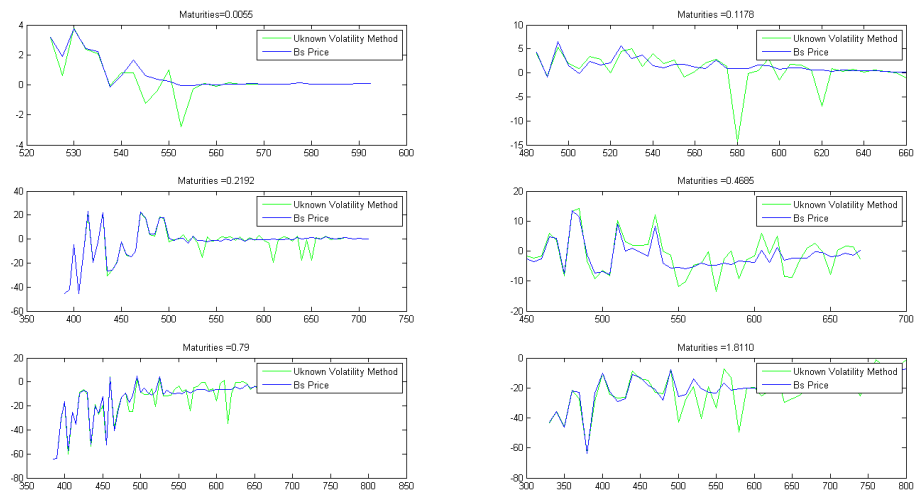 Maturities=0.0055
4
2
0
-2
-4
Uknown Volatility Method
Bs Price
520 530 540 550 560 570 580 590 600
Maturities =0.1178
10
5
0
-5
-10
-15
Uknown Volatility Method
Bs Price
480 500 520 540 560 580 600 620 640 660
Maturities =0.2192
40
20
0
-20
-40
-60
Uknown Volatility Method
Bs Price
350 400 450 500 550 600 650 700 750
Maturities =0.4685
20
10
0
-10
-20
Uknown Volatility Method
Bs Price
450 500 550 600 650 700
Maturities =0.79
20
0
-20
-40
-60
-80
Uknown Volatility Method
Bs Price
350 400 450 500 550 600 650 700 750 800 850
Maturities =1.8110
0
-20
-40
-60
-80
Uknown Volatility Method
Bs Price
300 350 400 450 500 550 600 650 700 750 800